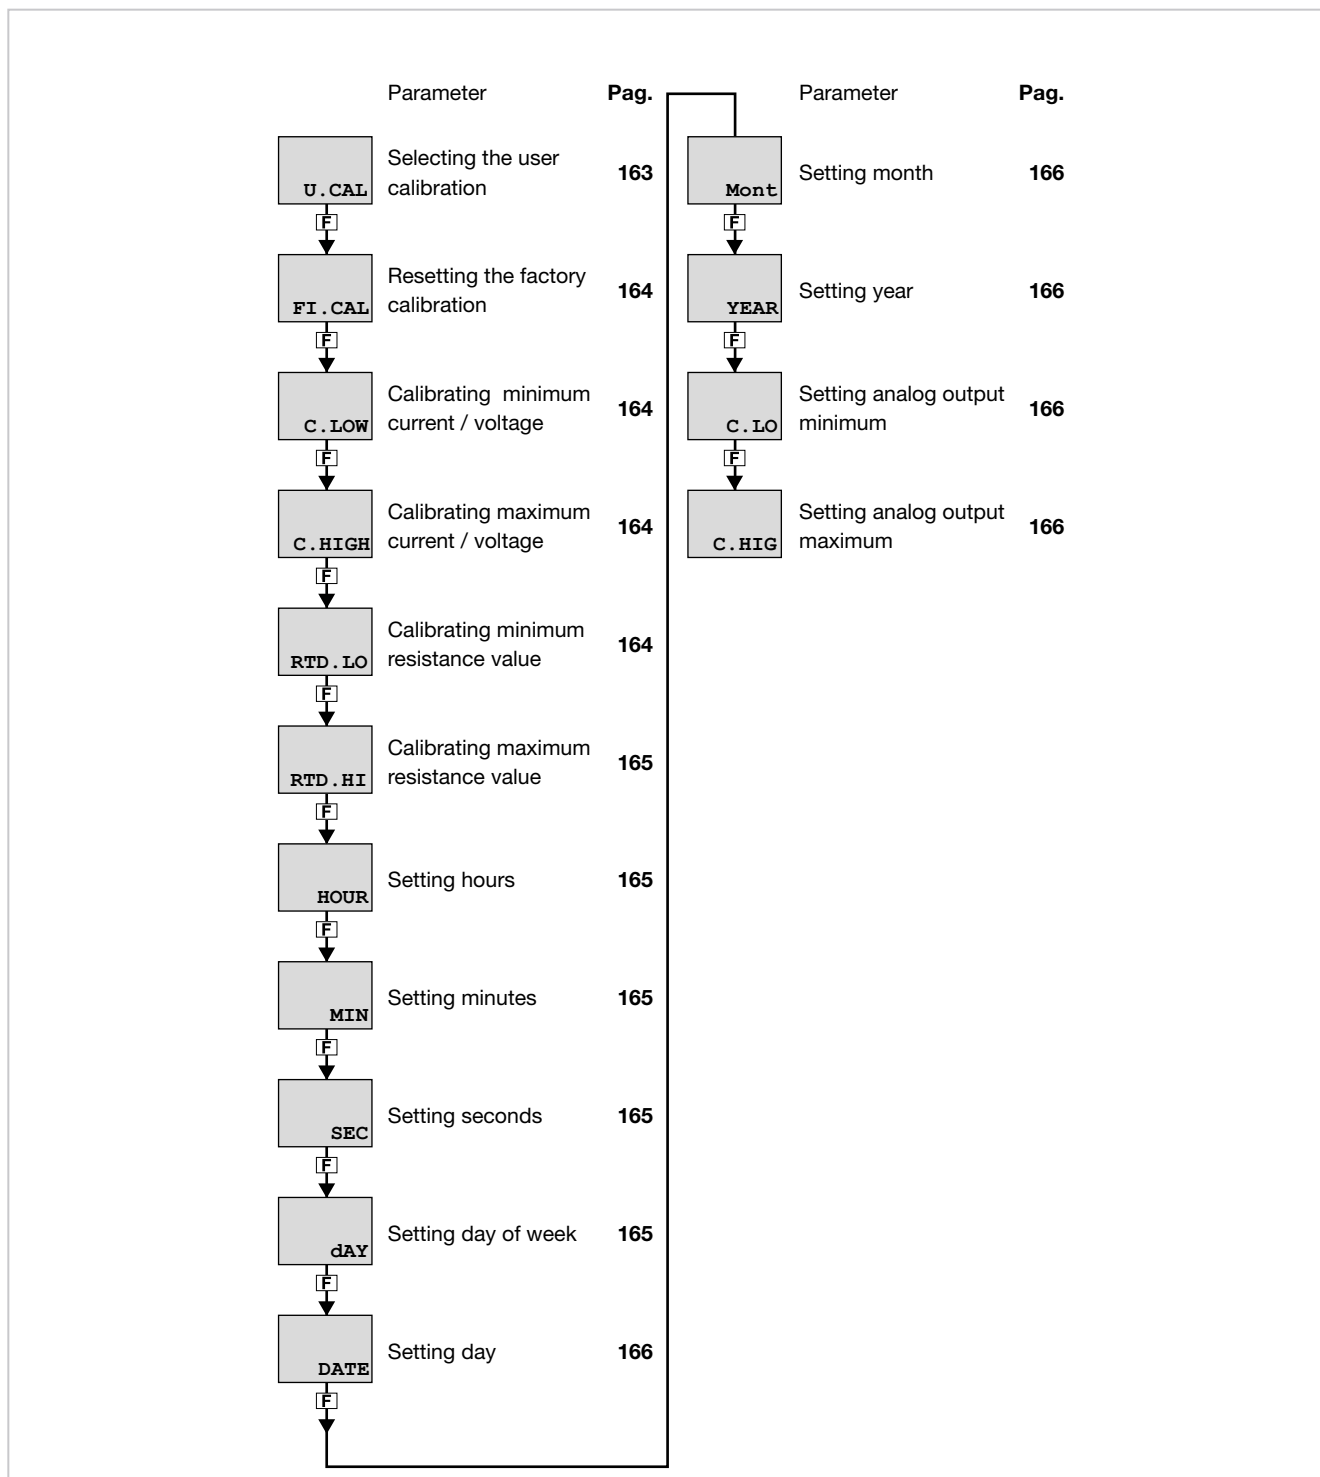 Parameter Pag.
U.CAL
Selecting the user
calibration
163
F
FI.CAL
Resetting the factory
calibration
164
F
C.LOW
Calibrating minimum
current / voltage
164
F
C.HIGH
Calibrating maximum
current / voltage
164
F
RTD.LO
Calibrating minimum
resistance value
164
F
RTD.HI
Calibrating maximum
resistance value
165
F
HOUR
Setting hours
165
F
MIN
Setting minutes
165
F
SEC
Setting seconds
165
F
dAY
Setting day of week
165
F
DATE
Setting day
166
F
Parameter Pag.
Mont
Setting month
166
F
YEAR
Setting year
166
F
C.LO
Setting analog output
minimum
166
F
C.HIG
Setting analog output
maximum
166